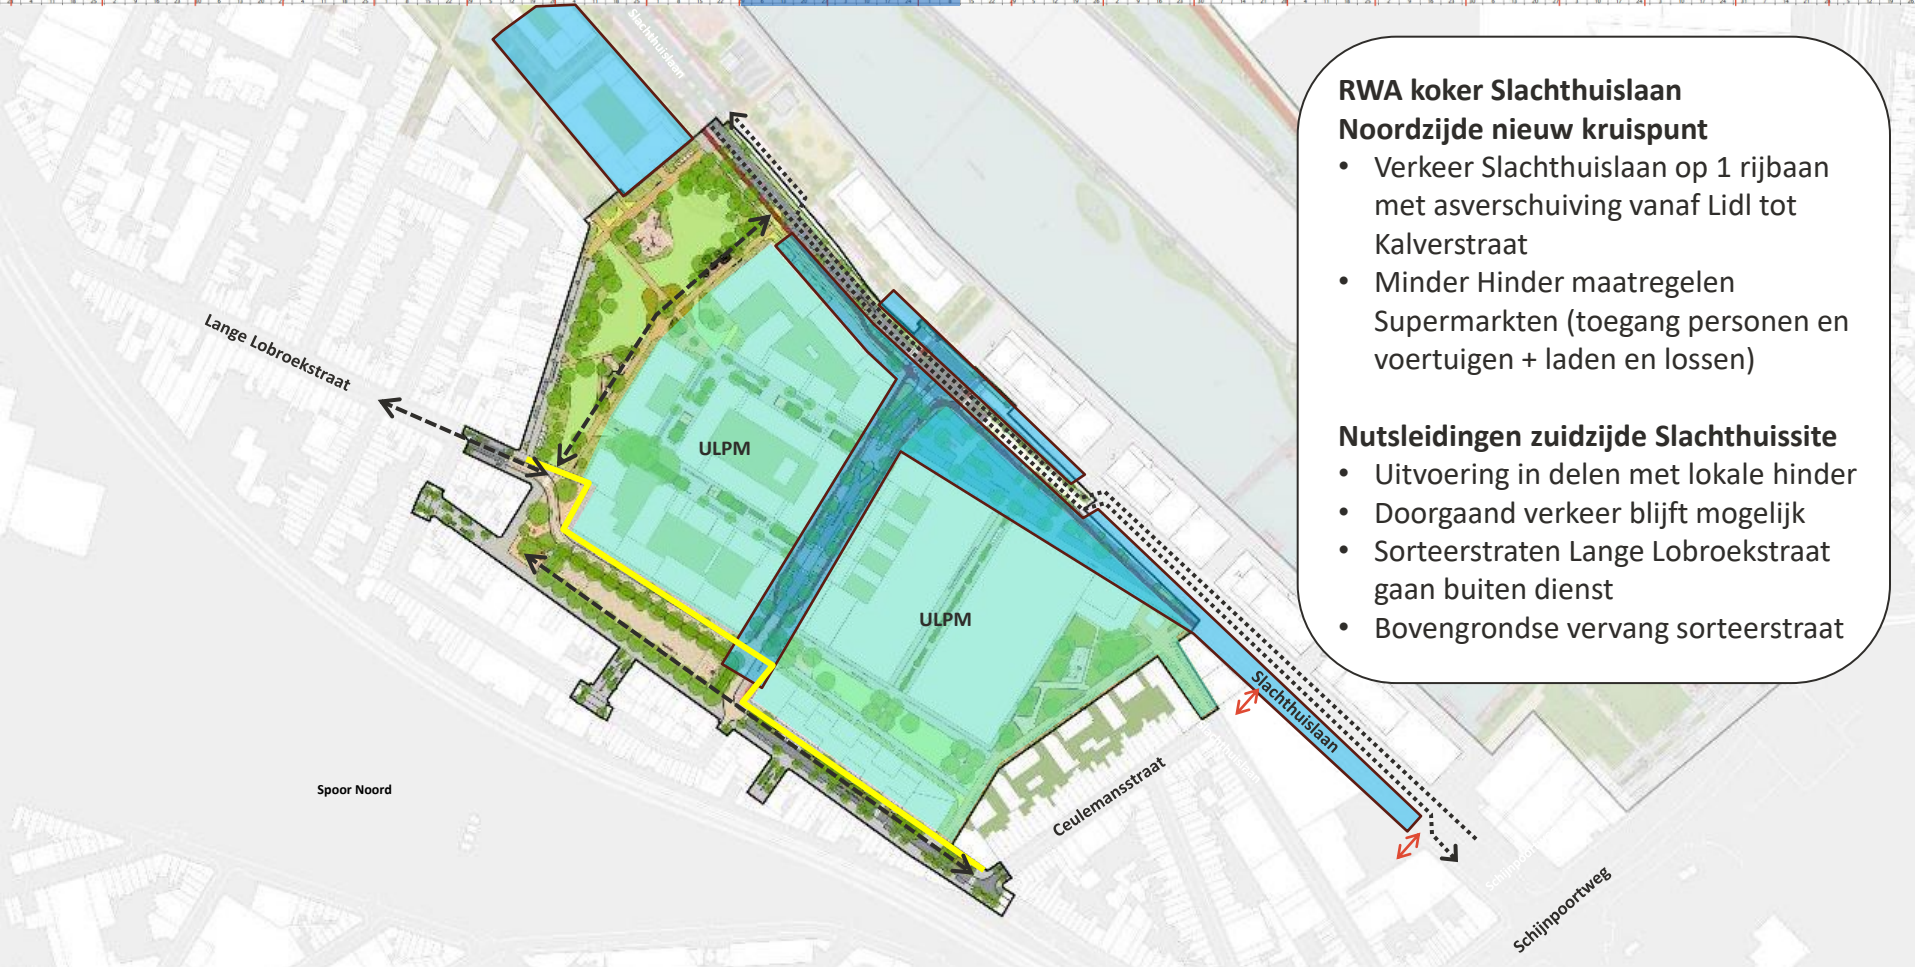 Slachthuislaan
RWA koker Slachthuislaan
Noordzijde nieuw kruispunt
• Verkeer Slachthuislaan op 1 rijbaan
met asverschuiving vanaf Lidl tot
Kalverstraat
• Minder Hinder maatregelen
Supermarkten (toegang personen en
voertuigen + laden en lossen)
Nutsleidingen zuidzijde Slachthuissite
• Uitvoering in delen met lokale hinder
• Doorgaand verkeer blijft mogelijk
• Sorteerstraten Lange Lobroekstraat
gaan buiten dienst
• Bovengrondse vervang sorteerstraat
Lange Lobroekstraat
ULPM
ULPM
Slachthuislaan
Ceulemansstraat
Spoor Noord
Schijnpoortweg